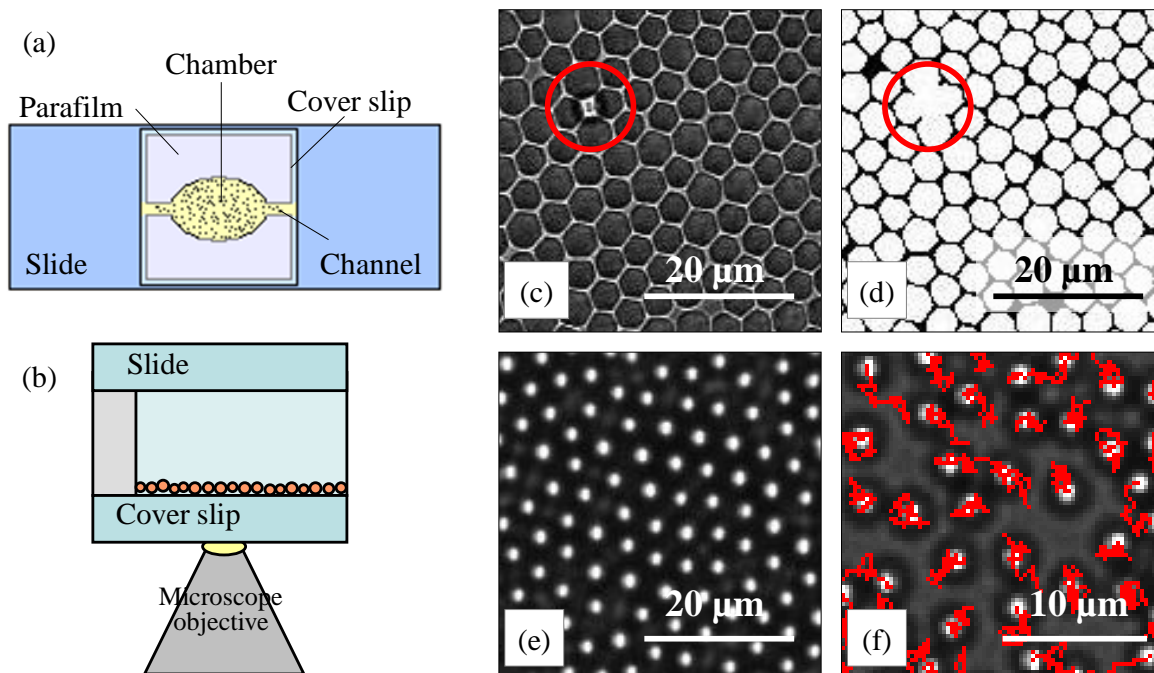 (a)
Chamber
Parafilm
Cover slip
Slide
Channel
(b)
Slide
Cover slip
Microscope
objective
(c)
20 µm
(d)
20 µm
(e)
20 µm
(f)
10 µm